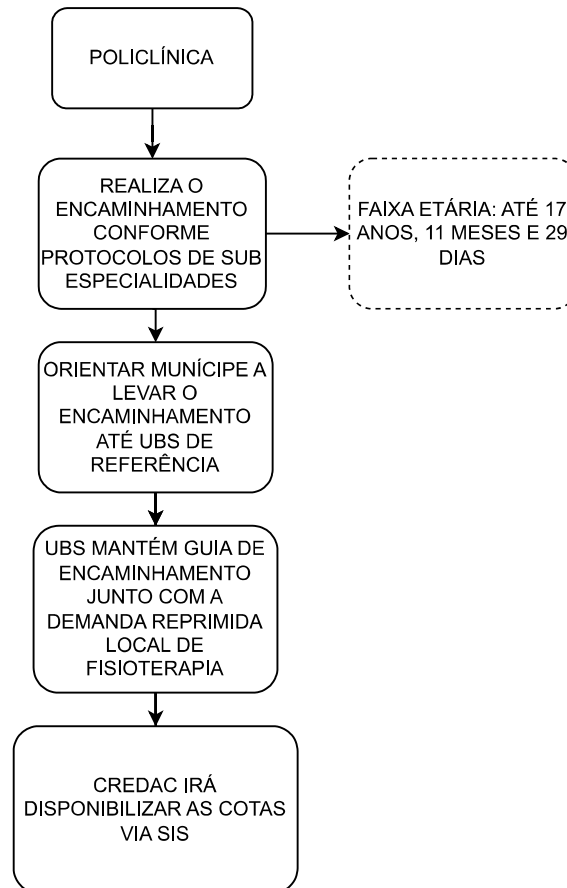 POLICLÍNICA
REALIZA O
ENCAMINHAMENTO
CONFORME
PROTOCOLOS DE SUB
ESPECIALIDADES
FAIXA ETÁRIA: ATÉ 17
ANOS, 11 MESES E 29
DIAS
ORIENTAR MUNÍCIPE A
LEVAR O
ENCAMINHAMENTO
ATÉ UBS DE
REFERÊNCIA
UBS MANTÉM GUIA DE
ENCAMINHAMENTO
JUNTO COM A
DEMANDA REPRIMIDA
LOCAL DE
FISIOTERAPIA
CREDAC IRÁ
DISPONIBILIZAR AS COTAS
VIA SIS